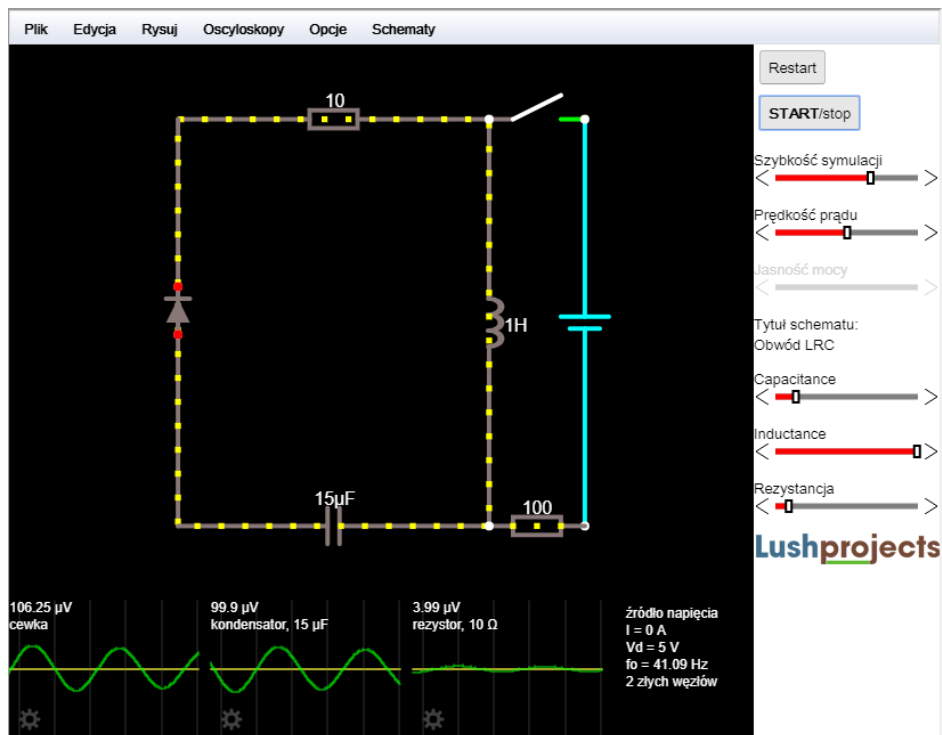 Plik Edycja Rysuj Oscyloskopy Opcje Schematy
Restart
START/stop
Szybkość symulacji
Prędkość prądu
Jasność mocy
Tytuł schematu:
Obwód LRC
Capacitance
Inductance
Rezystancja
Lushprojects
10
1H
15µF
100
106.25 µV
cewka
99.9 µV
kondensator, 15 µF
3.99 µV
rezystor, 10 Ω
źródło napięcia
I = 0 A
Vd = 5 V
fo = 41.09 Hz
2 złych węzłów